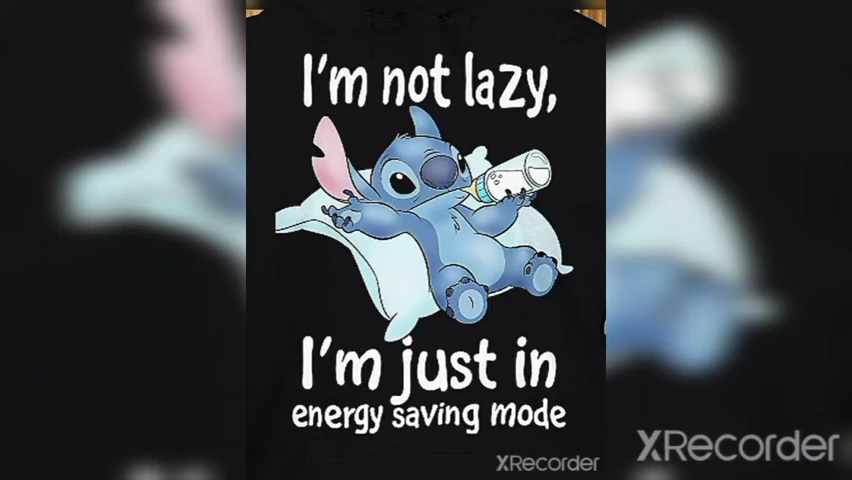 I'm not lazy,
I'm just in
energy saving mode
XRecorder
XRecorder